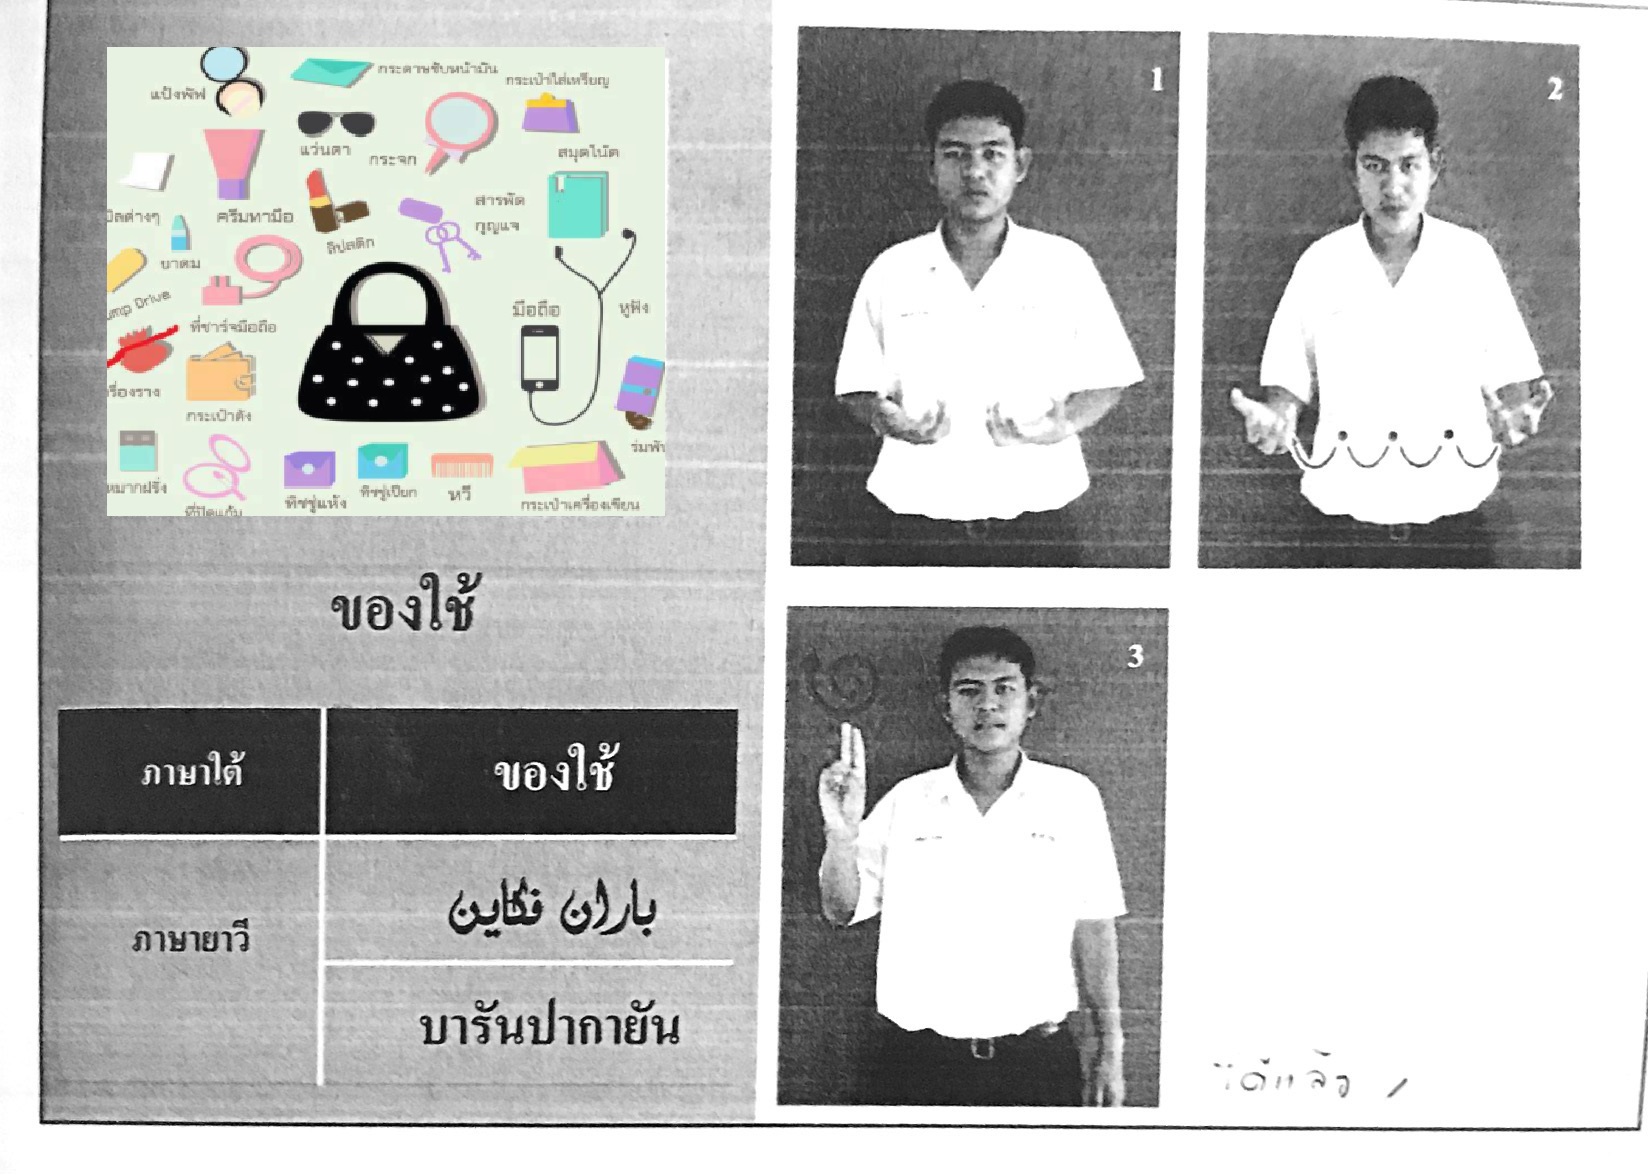 กระดาษซับหน้ามัน
กระเป๋าใส่เหรียญ
แป้งพัฟ
แว่นตา
กระจก
สมุดโน้ต
สารพัด
กุญแจ
บิลต่างๆ
ครีมทามือ
ลิปสติก
ยาดม
ump Drive
ที่ชาร์จมือถือ
มือถือ
หูฟัง
รื่องราง
กระเป๋าตัง
ร่มพับ
หมากฝรั่ง
ที่ปัดแก้ม
ทิชชู่แห้ง
ทิชชู่เปียก
หวี
กระเป๋าเครื่องเขียน
ของใช้
ภาษาใต้
ของใช้
ภาษายาวี
باران فكاين
บารันปากายัน
1
2
3
ได้แล้ว /